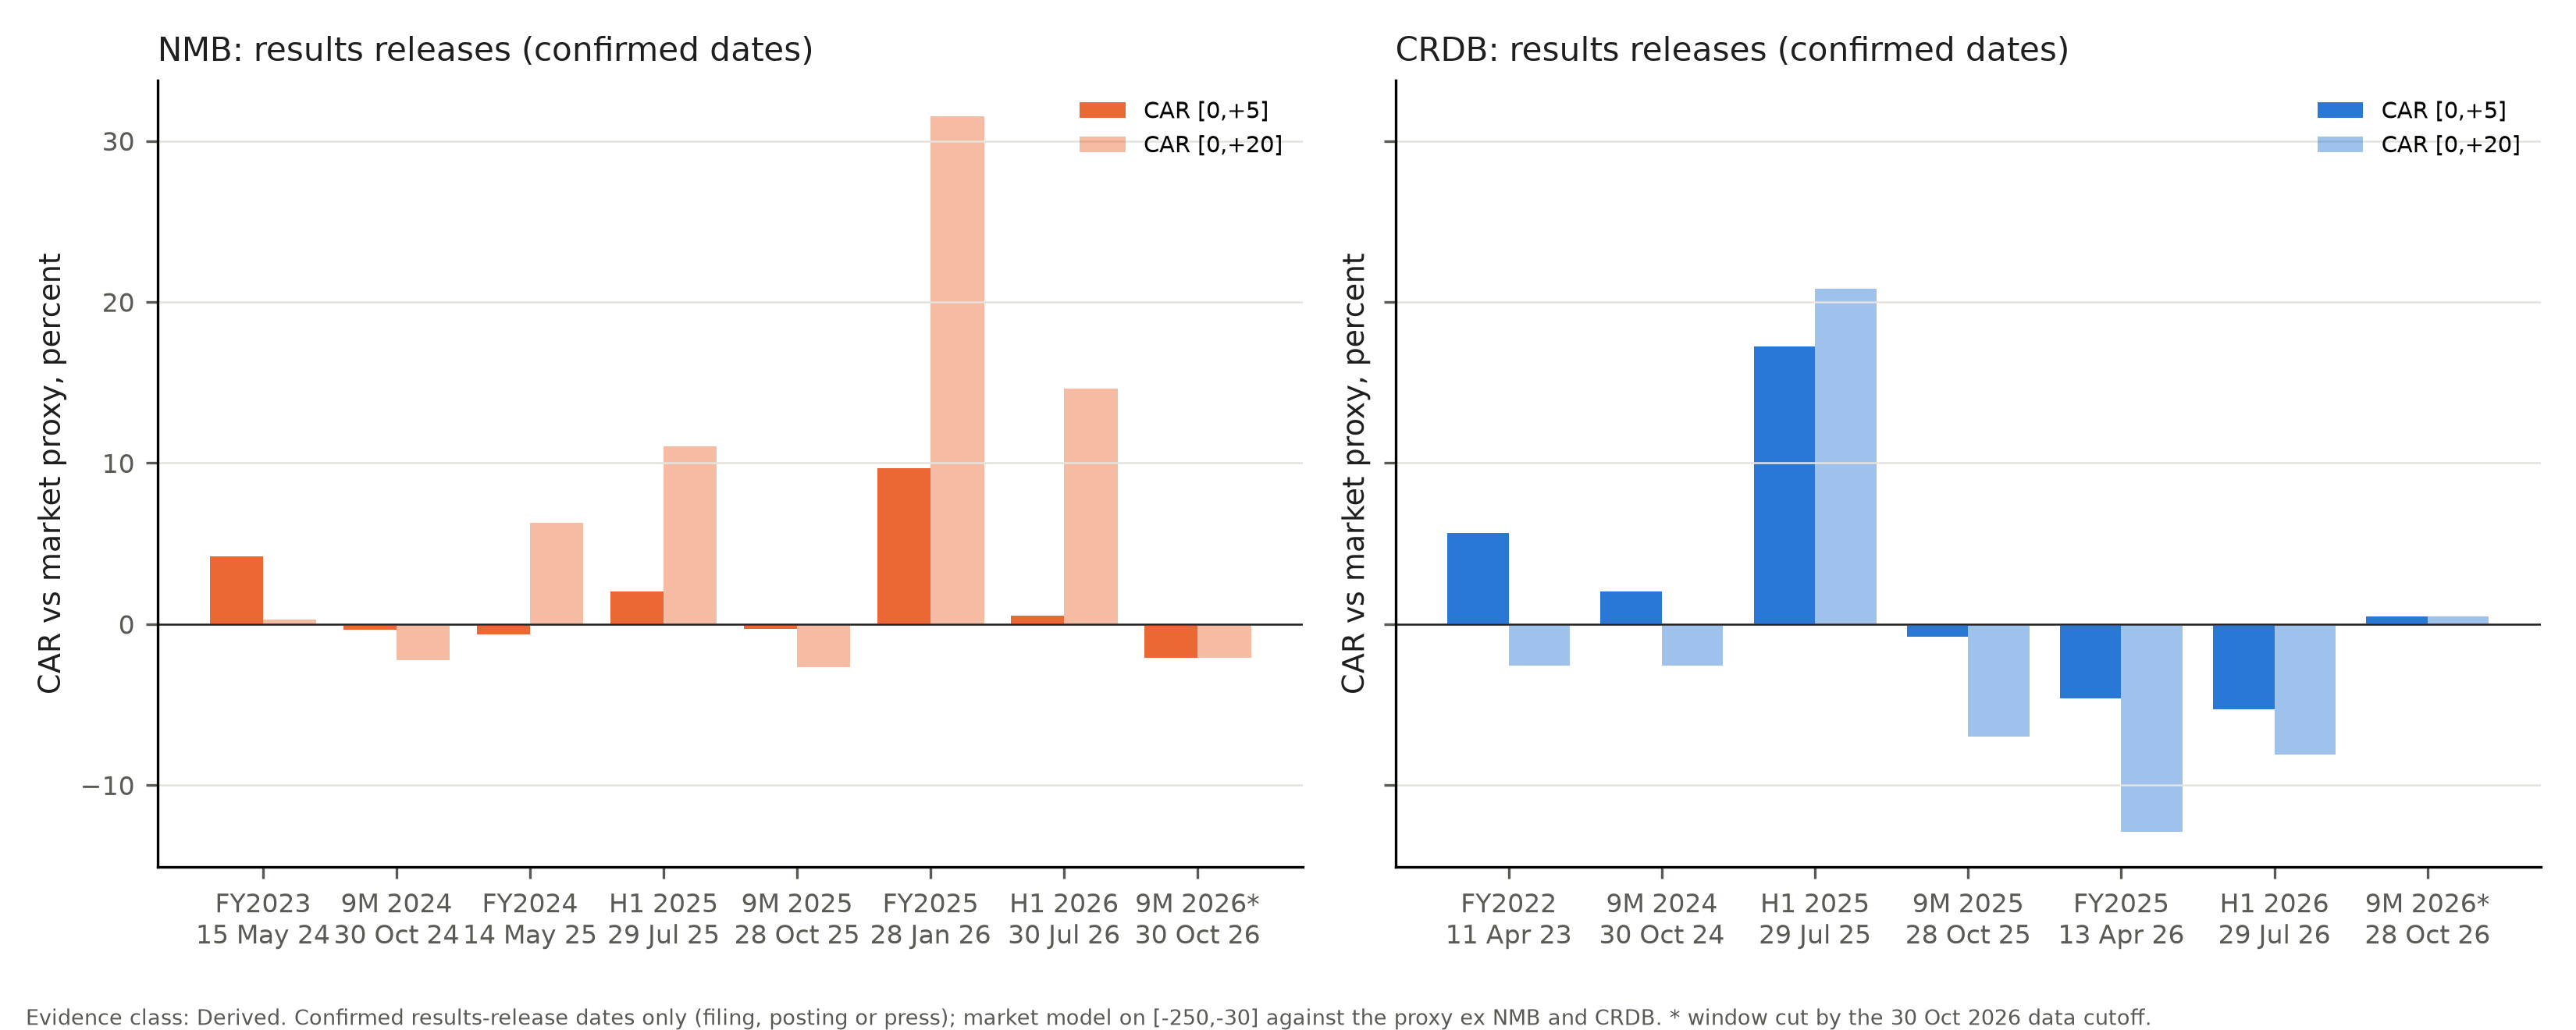 NMB: results releases (confirmed dates)
CAR [0,+5]
CAR [0,+20]
CAR vs market proxy, percent
30
20
10
0
−10
FY2023
15 May 24
9M 2024
30 Oct 24
FY2024
14 May 25
H1 2025
29 Jul 25
9M 2025
28 Oct 25
FY2025
28 Jan 26
H1 2026
30 Jul 26
9M 2026*
30 Oct 26
CRDB: results releases (confirmed dates)
CAR [0,+5]
CAR [0,+20]
CAR vs market proxy, percent
FY2022
11 Apr 23
9M 2024
30 Oct 24
H1 2025
29 Jul 25
9M 2025
28 Oct 25
FY2025
13 Apr 26
H1 2026
29 Jul 26
9M 2026*
28 Oct 26
Evidence class: Derived. Confirmed results-release dates only (filing, posting or press); market model on [-250,-30] against the proxy ex NMB and CRDB. * window cut by the 30 Oct 2026 data cutoff.